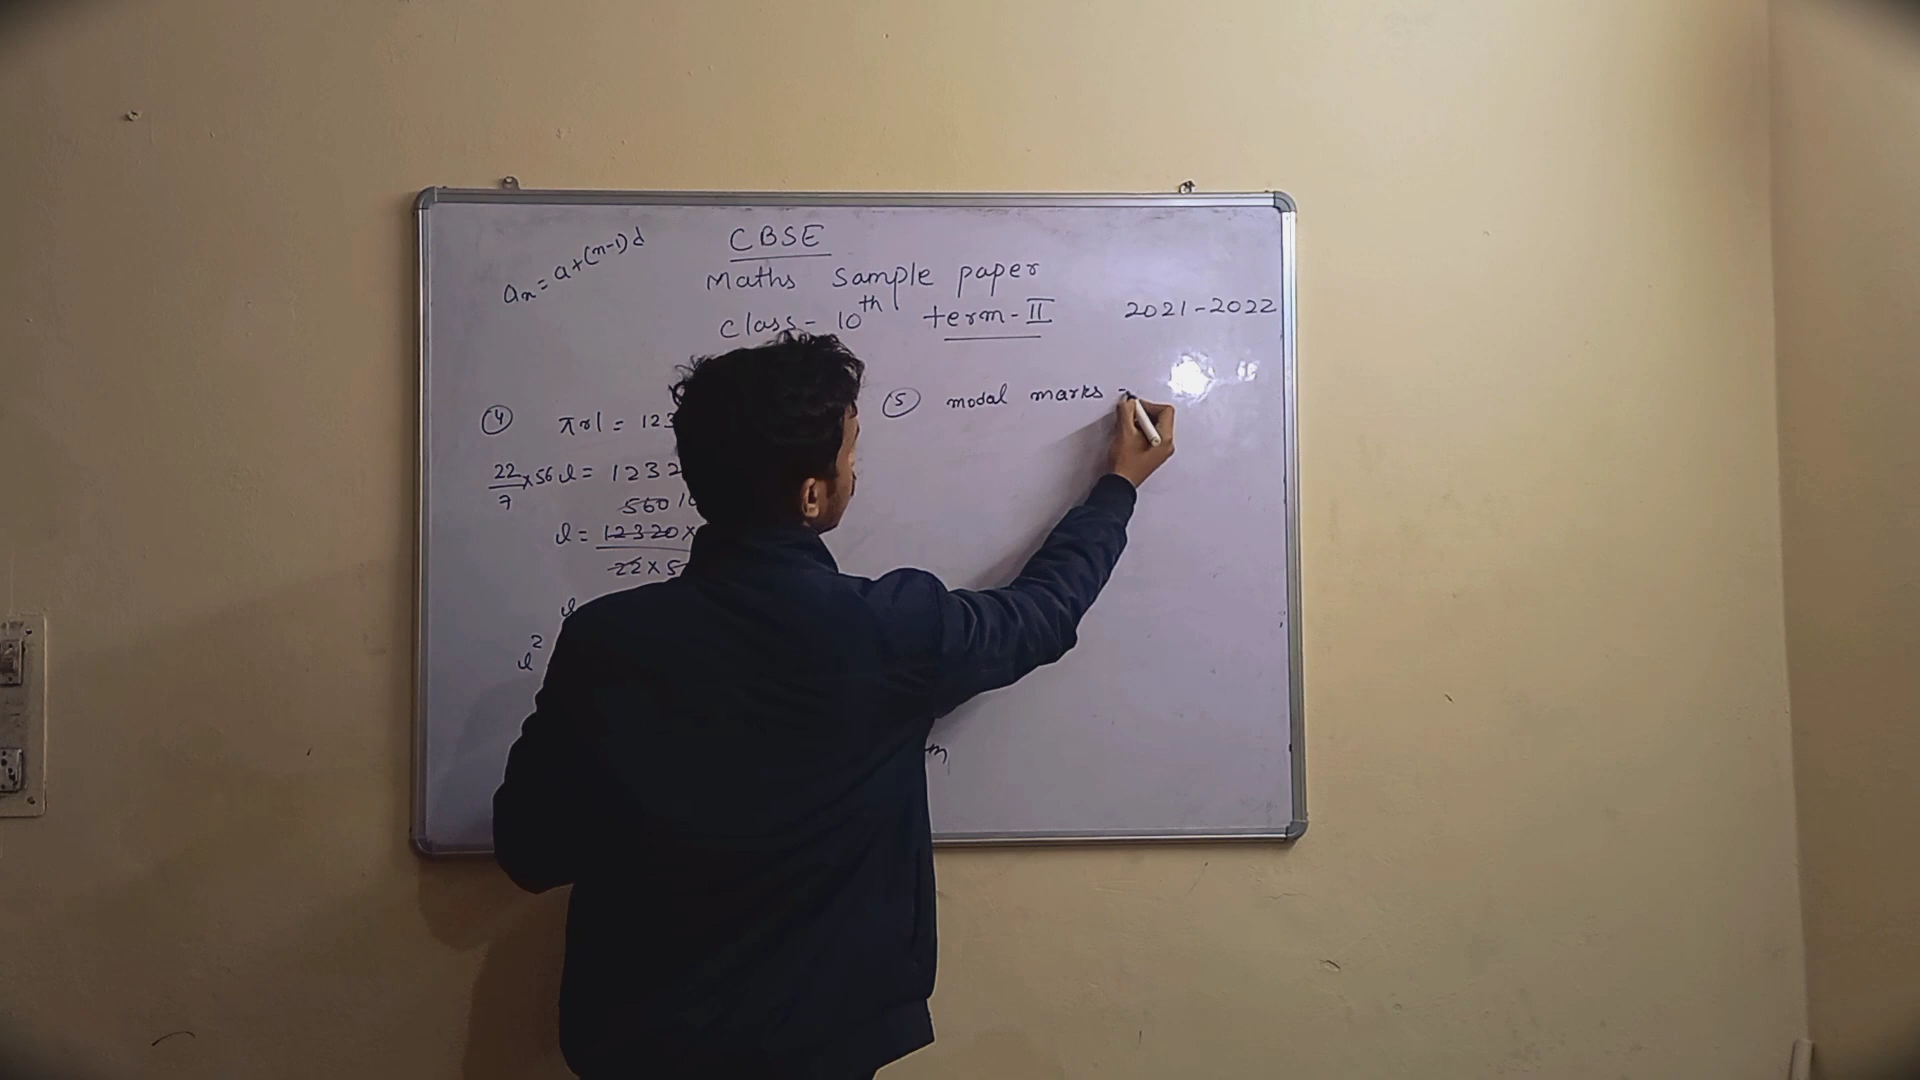 aₙ = a+(n-1)d
CBSE
Maths Sample paper
Class - 10th term - II 2021-2022
④ πrl = 123
22/7 × 56 l = 1232
560
l = 12320 ×
22 × 5
l
l²
⑤ modal marks =
m